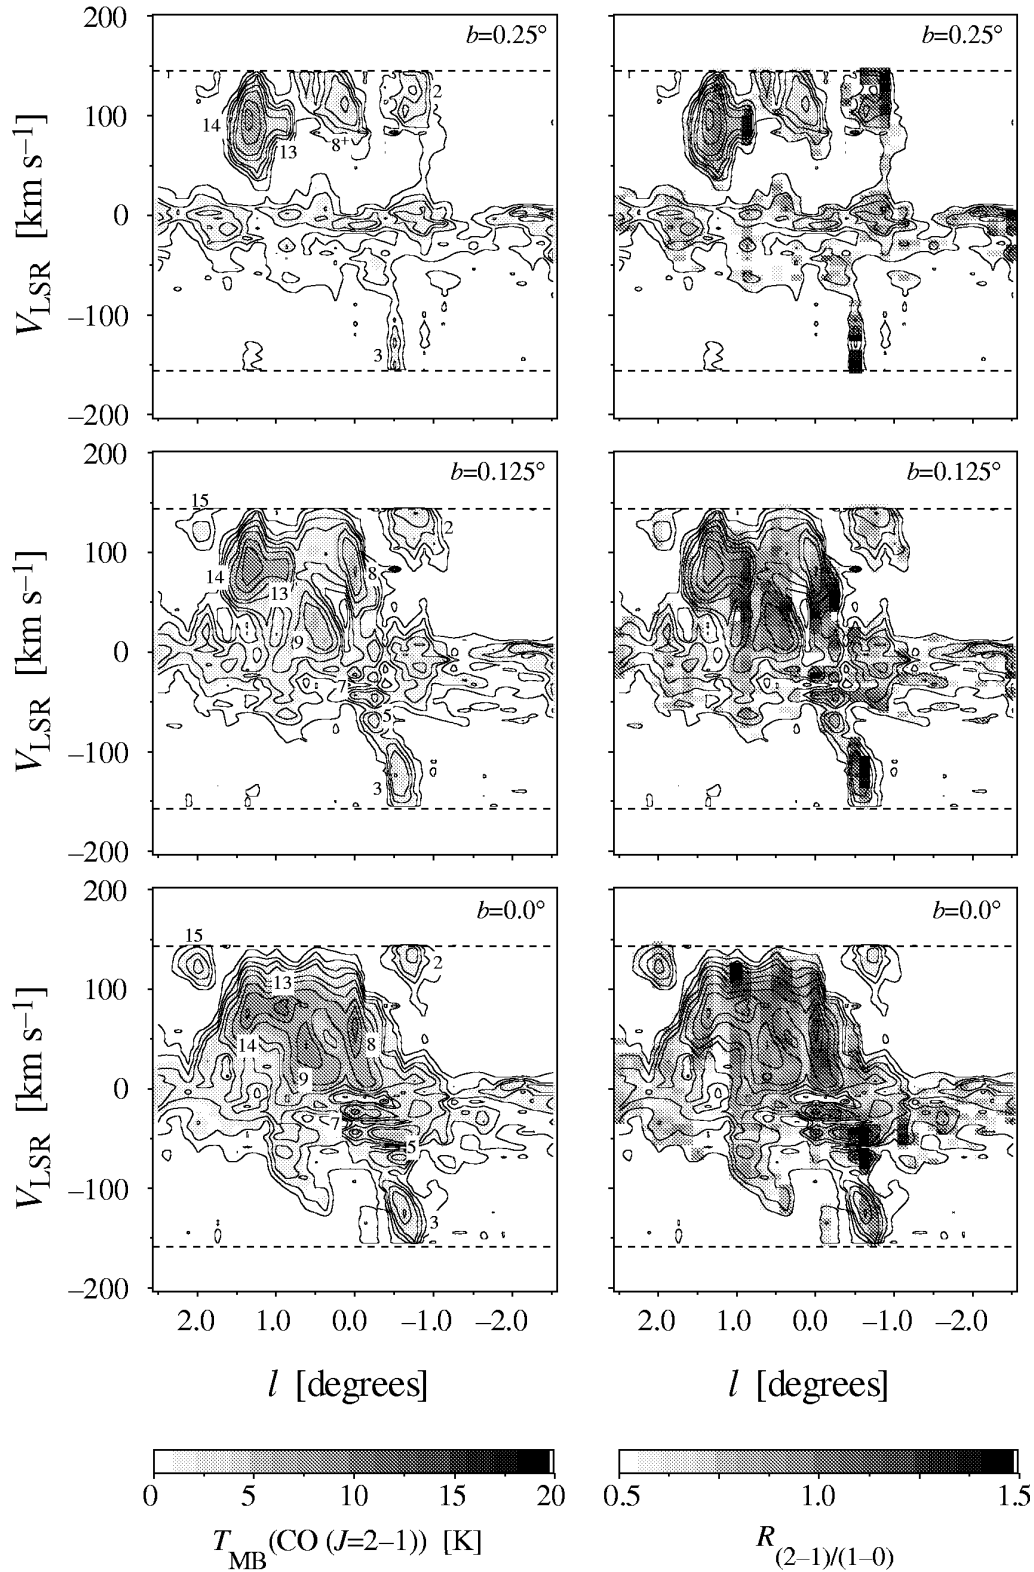 200
100
0
−100
−200
V_LSR [km s⁻¹]
b=0.25°
14
13
8⁺
2
3
b=0.25°
200
100
0
−100
−200
V_LSR [km s⁻¹]
b=0.125°
15
14
13
9
8
7
5
2
3
b=0.125°
200
100
0
−100
−200
V_LSR [km s⁻¹]
b=0.0°
15
13
14
9
8
7
5
2
3
b=0.0°
2.0 1.0 0.0 −1.0 −2.0
2.0 1.0 0.0 −1.0 −2.0
l [degrees]
l [degrees]
0 5 10 15 20
T_MB(CO (J=2–1)) [K]
0.5 1.0 1.5
R_(2–1)/(1–0)